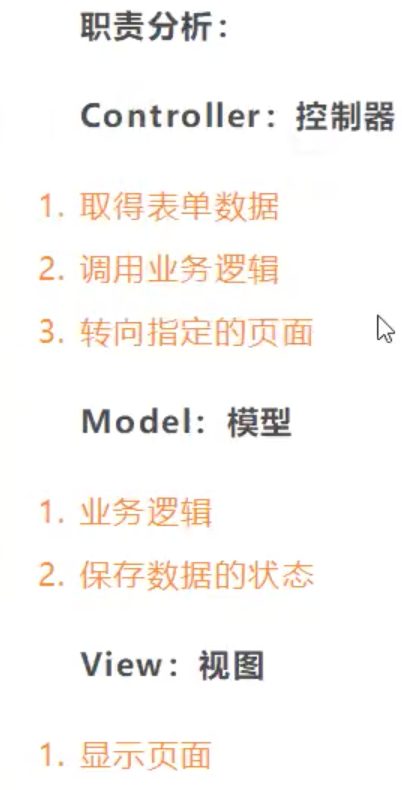 职责分析：
Controller：控制器
1. 取得表单数据
2. 调用业务逻辑
3. 转向指定的页面
Model：模型
1. 业务逻辑
2. 保存数据的状态
View：视图
1. 显示页面